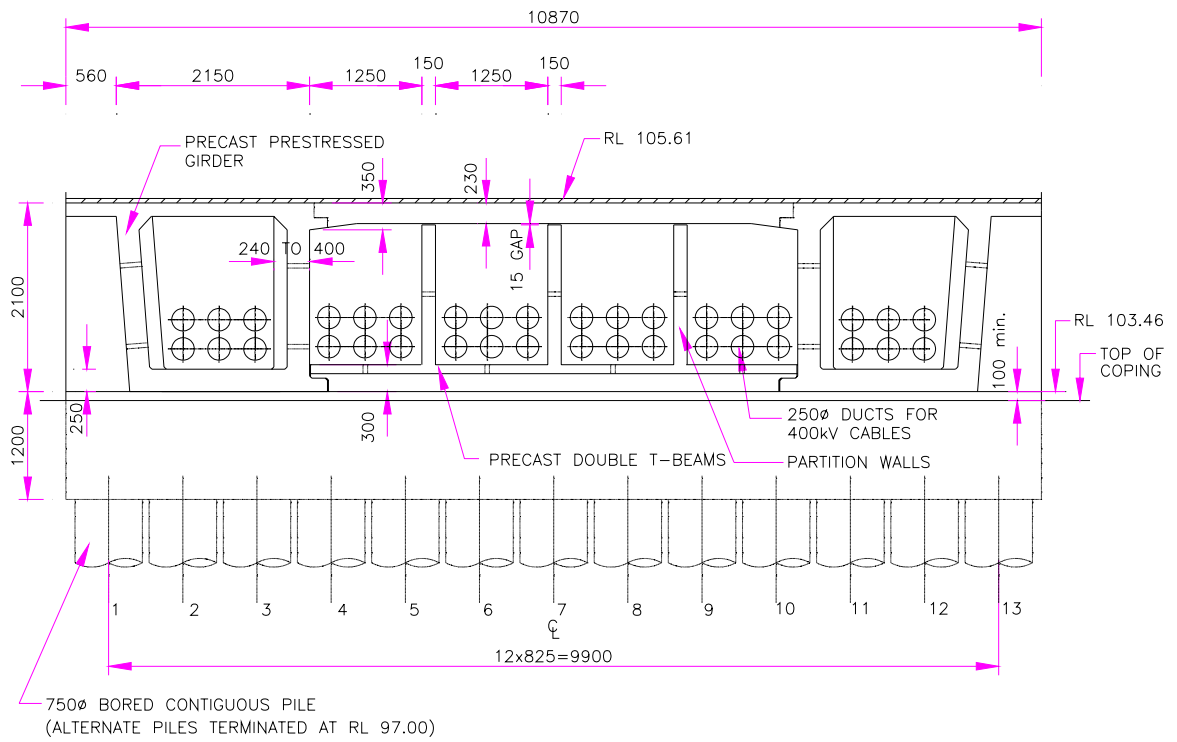 10870
560
2150
1250
150
1250
150
PRECAST PRESTRESSED
GIRDER
RL 105.61
350
230
240 TO 400
15 GAP
2100
RL 103.46
100 min.
TOP OF
COPING
250
300
1200
250ø DUCTS FOR
400kV CABLES
PRECAST DOUBLE T-BEAMS
PARTITION WALLS
1 2 3 4 5 6 7 8 9 10 11 12 13
℄
12x825=9900
750ø BORED CONTIGUOUS PILE
(ALTERNATE PILES TERMINATED AT RL 97.00)